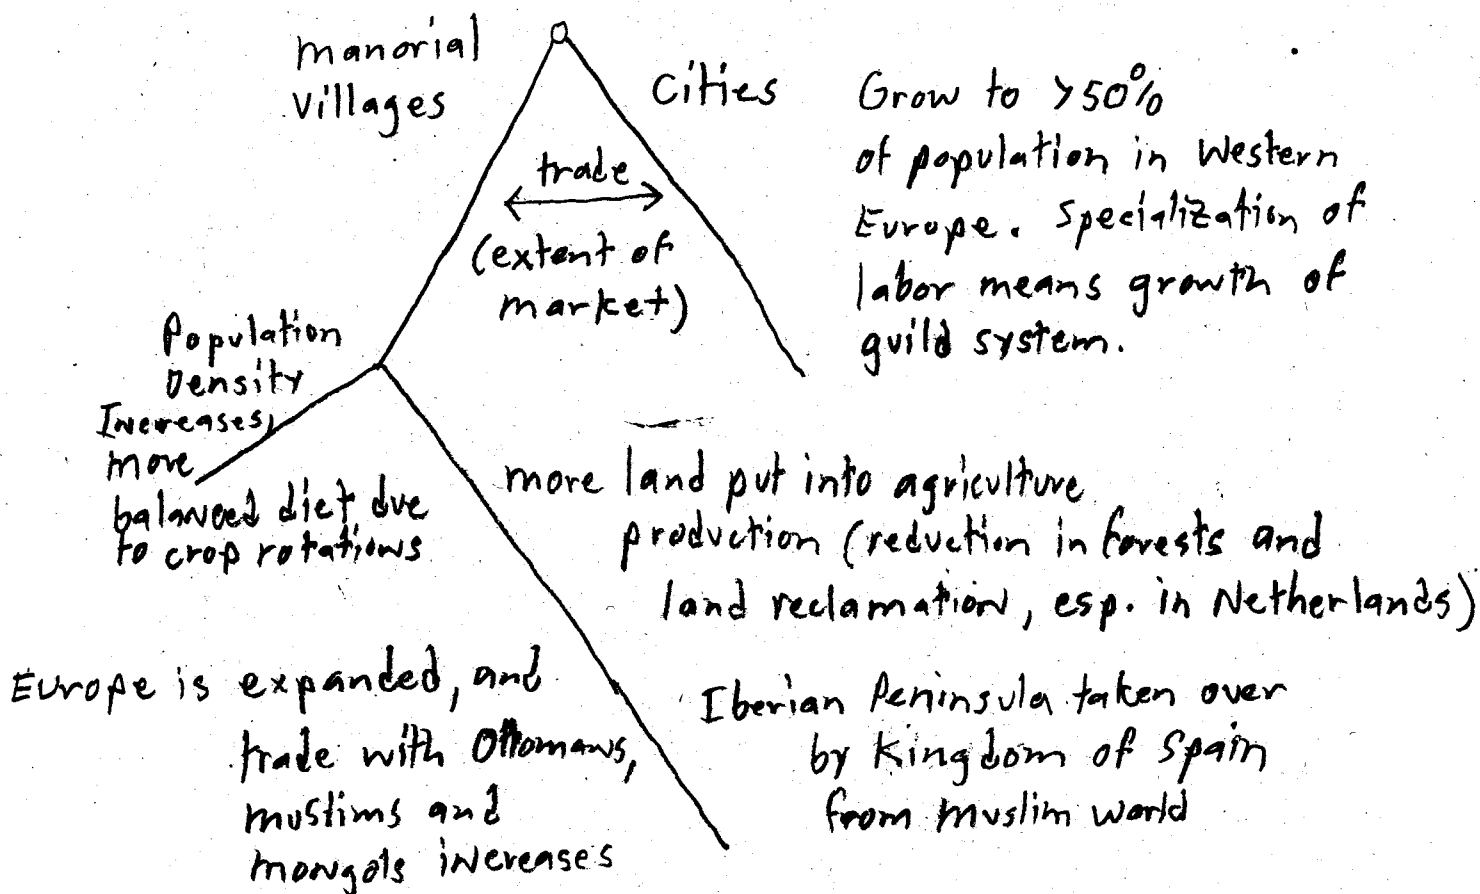 Manorial
Villages
Cities
trade
(extent of
market)
Grow to >50%
of population in Western
Europe. Specialization of
labor means growth of
guild system.
Population
Density
Increases,
more
balanced diet due
to crop rotations
more land put into agriculture
production (reduction in forests and
land reclamation, esp. in Netherlands)
Europe is expanded, and
trade with Ottomans,
muslims and
mongols increases
Iberian Peninsula taken over
by Kingdom of Spain
from Muslim world